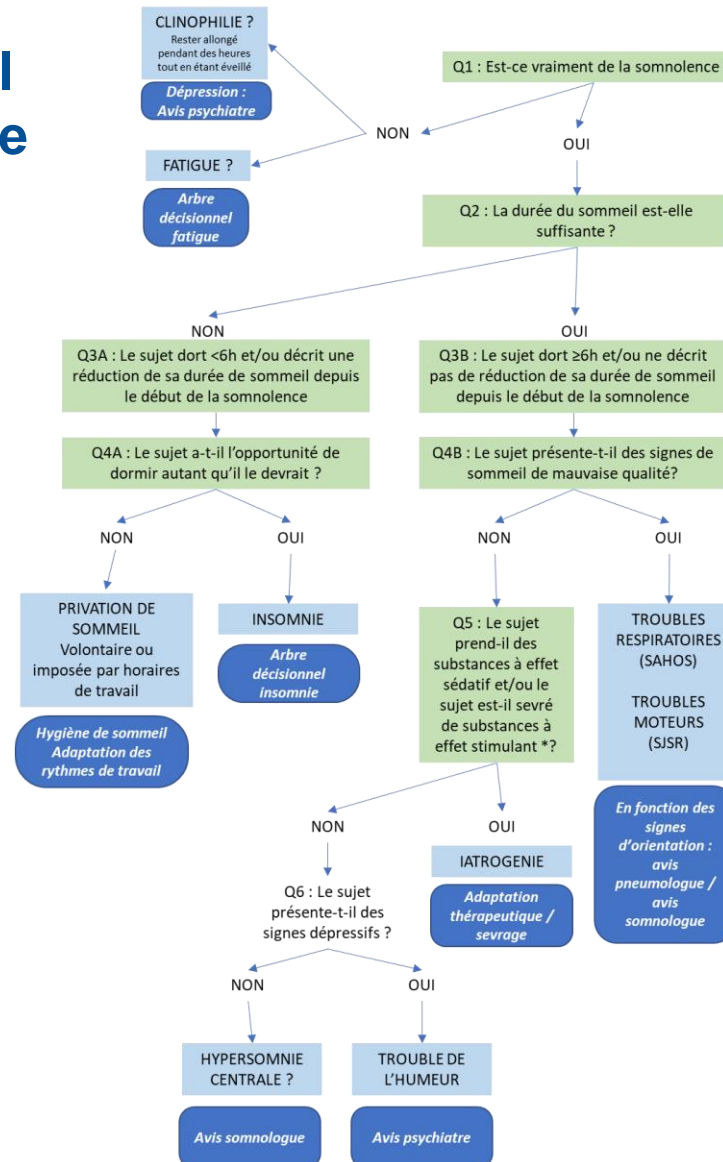 l
e
CLINOPHILIE ?
Rester allongé
pendant des heures
tout en étant éveillé
Dépression :
Avis psychiatre
Q1 : Est-ce vraiment de la somnolence
NON
OUI
FATIGUE ?
Arbre
décisionnel
fatigue
Q2 : La durée du sommeil est-elle
suffisante ?
NON
OUI
Q3A : Le sujet dort <6h et/ou décrit une
réduction de sa durée de sommeil depuis
le début de la somnolence
Q3B : Le sujet dort ≥6h et/ou ne décrit
pas de réduction de sa durée de sommeil
depuis le début de la somnolence
Q4A : Le sujet a-t-il l'opportunité de
dormir autant qu'il le devrait ?
Q4B : Le sujet présente-t-il des signes de
sommeil de mauvaise qualité?
NON
OUI
NON
OUI
PRIVATION DE
SOMMEIL
Volontaire ou
imposée par horaires
de travail
Hygiène de sommeil
Adaptation des
rythmes de travail
INSOMNIE
Arbre
décisionnel
insomnie
Q5 : Le sujet
prend-il des
substances à effet
sédatif et/ou le
sujet est-il sevré
de substances à
effet stimulant *?
TROUBLES
RESPIRATOIRES
(SAHOS)
TROUBLES
MOTEURS
(SJSR)
En fonction des
signes
d'orientation :
avis
pneumologue /
avis
somnologue
NON
OUI
IATROGENIE
Adaptation
thérapeutique /
sevrage
Q6 : Le sujet
présente-t-il des
signes dépressifs ?
NON
OUI
HYPERSOMNIE
CENTRALE ?
Avis somnologue
TROUBLE DE
L'HUMEUR
Avis psychiatre